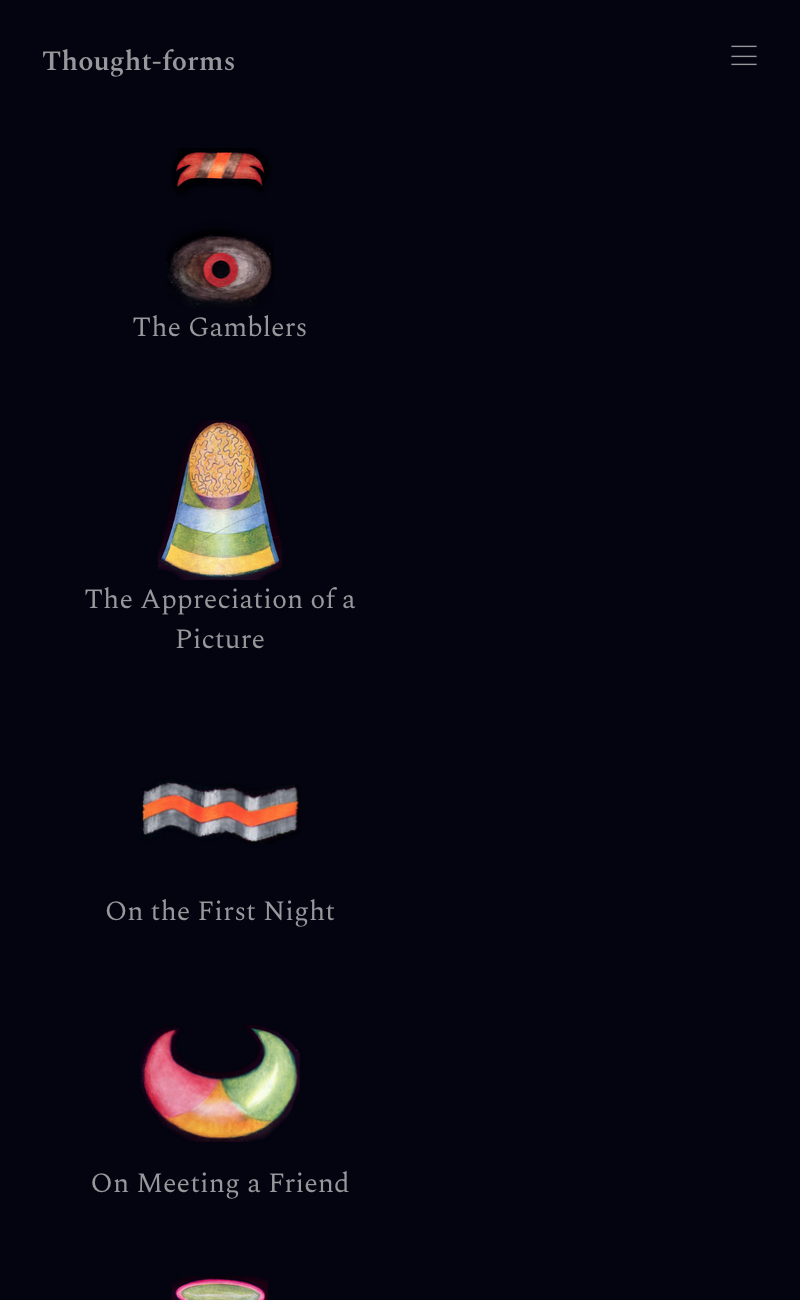 Thought-forms
The Gamblers
The Appreciation of a
Picture
On the First Night
On Meeting a Friend